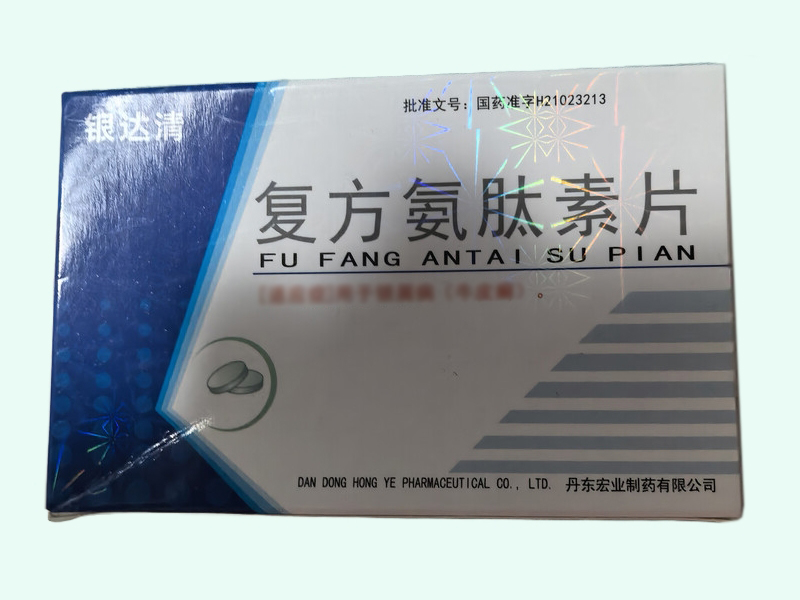 批准文号：国药准字H21023213
银达清
复方氨肽素片
FU FANG ANTAI SU PIAN
DAN DONG HONG YE PHARMACEUTICAL CO., LTD. 丹东宏业制药有限公司